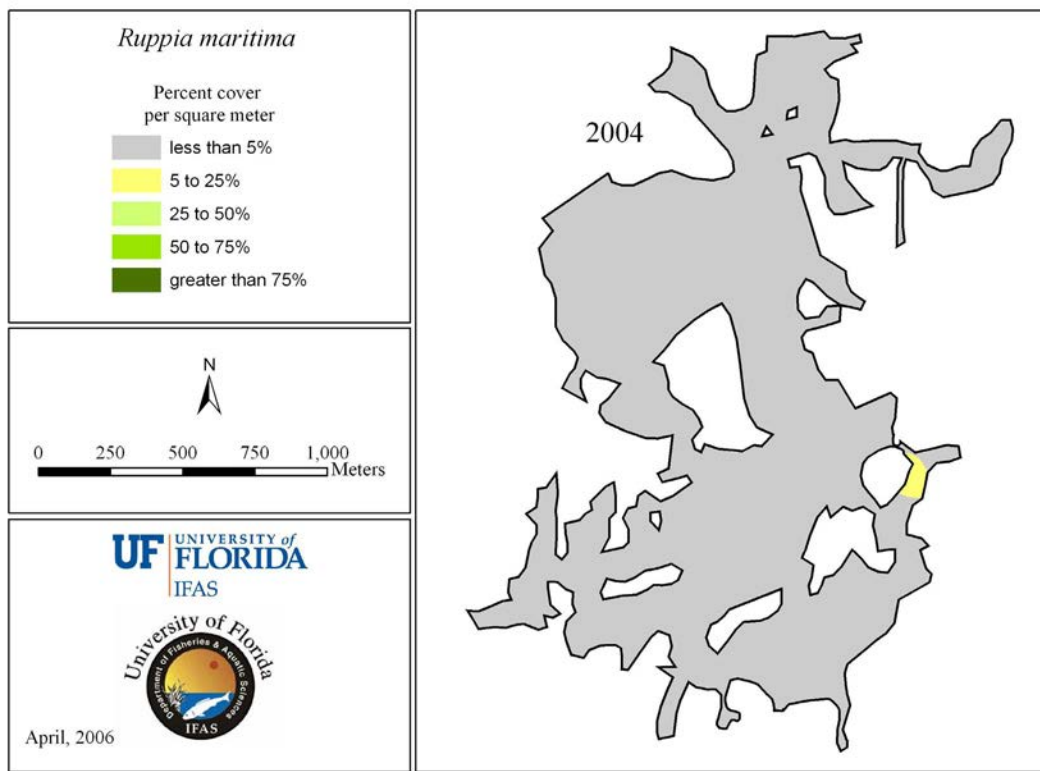 Ruppia maritima
Percent cover
per square meter
less than 5%
5 to 25%
25 to 50%
50 to 75%
greater than 75%
N
0 250 500 750 1,000
Meters
UF UNIVERSITY of
FLORIDA
IFAS
University of Florida
Department of Fisheries & Aquatic Sciences
IFAS
April, 2006
2004